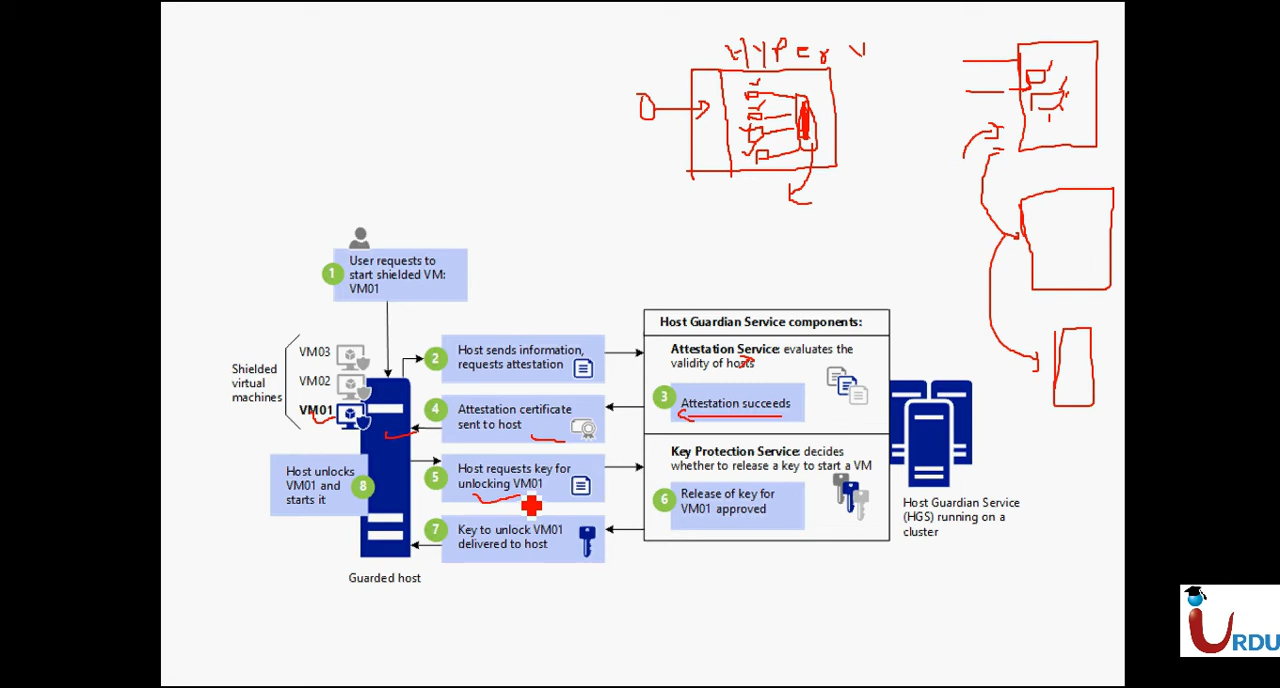 HYPEr V
1
User requests to
start shielded VM:
VM01
Shielded
virtual
machines
VM03
VM02
VM01
2
Host sends information,
requests attestation
4
Attestation certificate
sent to host
5
Host requests key for
unlocking VM01
7
Key to unlock VM01
delivered to host
Host unlocks
VM01 and
starts it
8
Guarded host
Host Guardian Service components:
Attestation Service: evaluates the
validity of hosts
3
Attestation succeeds
Key Protection Service: decides
whether to release a key to start a VM
6
Release of key for
VM01 approved
Host Guardian Service
(HGS) running on a
cluster
iURDU